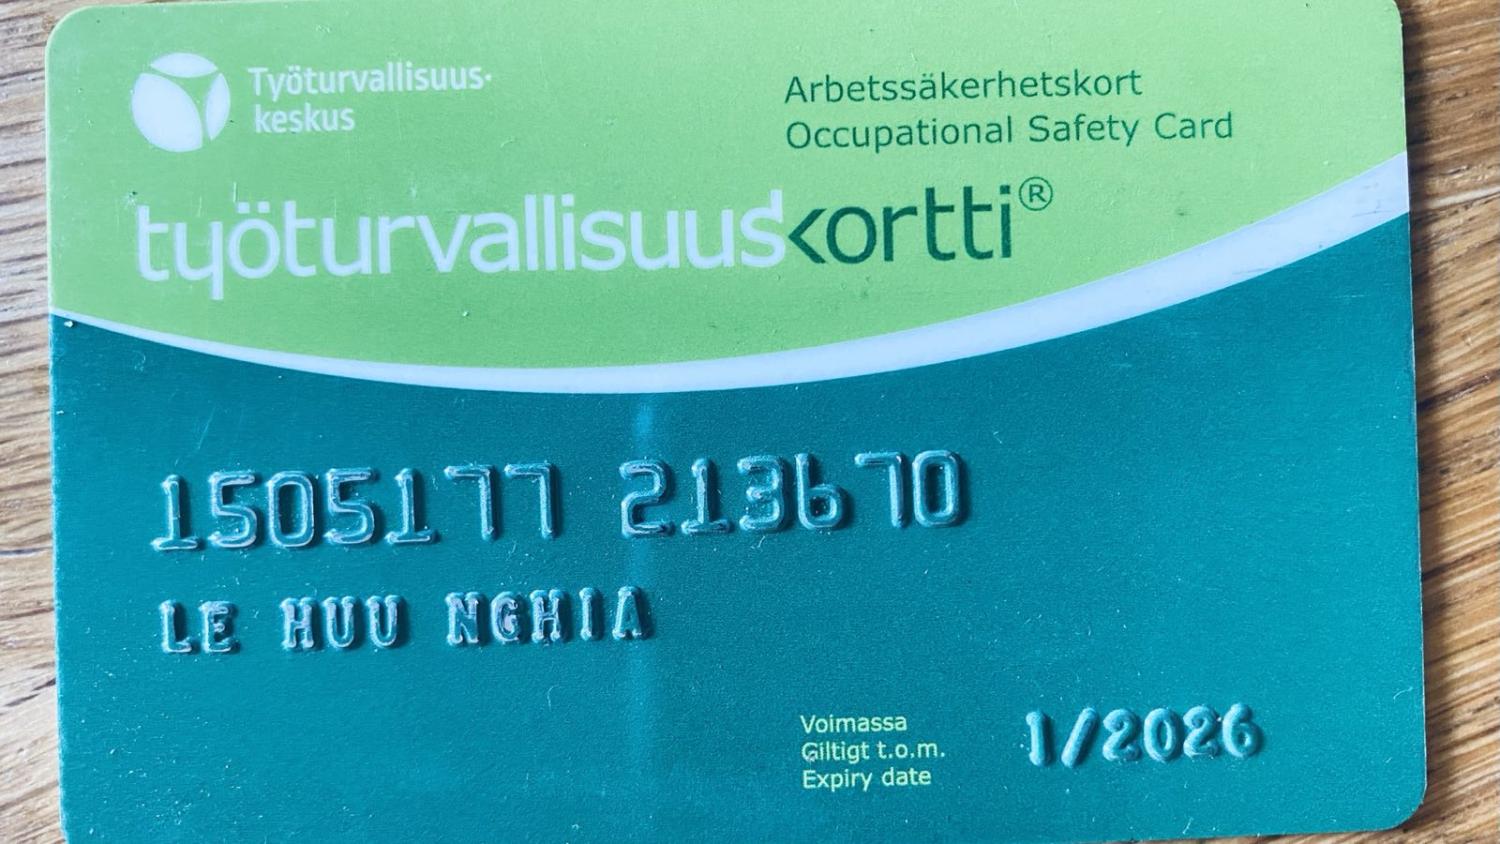 Työturvallisuus-
keskus
Arbetssäkerhetskort
Occupational Safety Card
työturvallisuuskortti®
1505177 213670
LE HUU NGHIA
Voimassa
Giltigt t.o.m.
Expiry date
1/2026